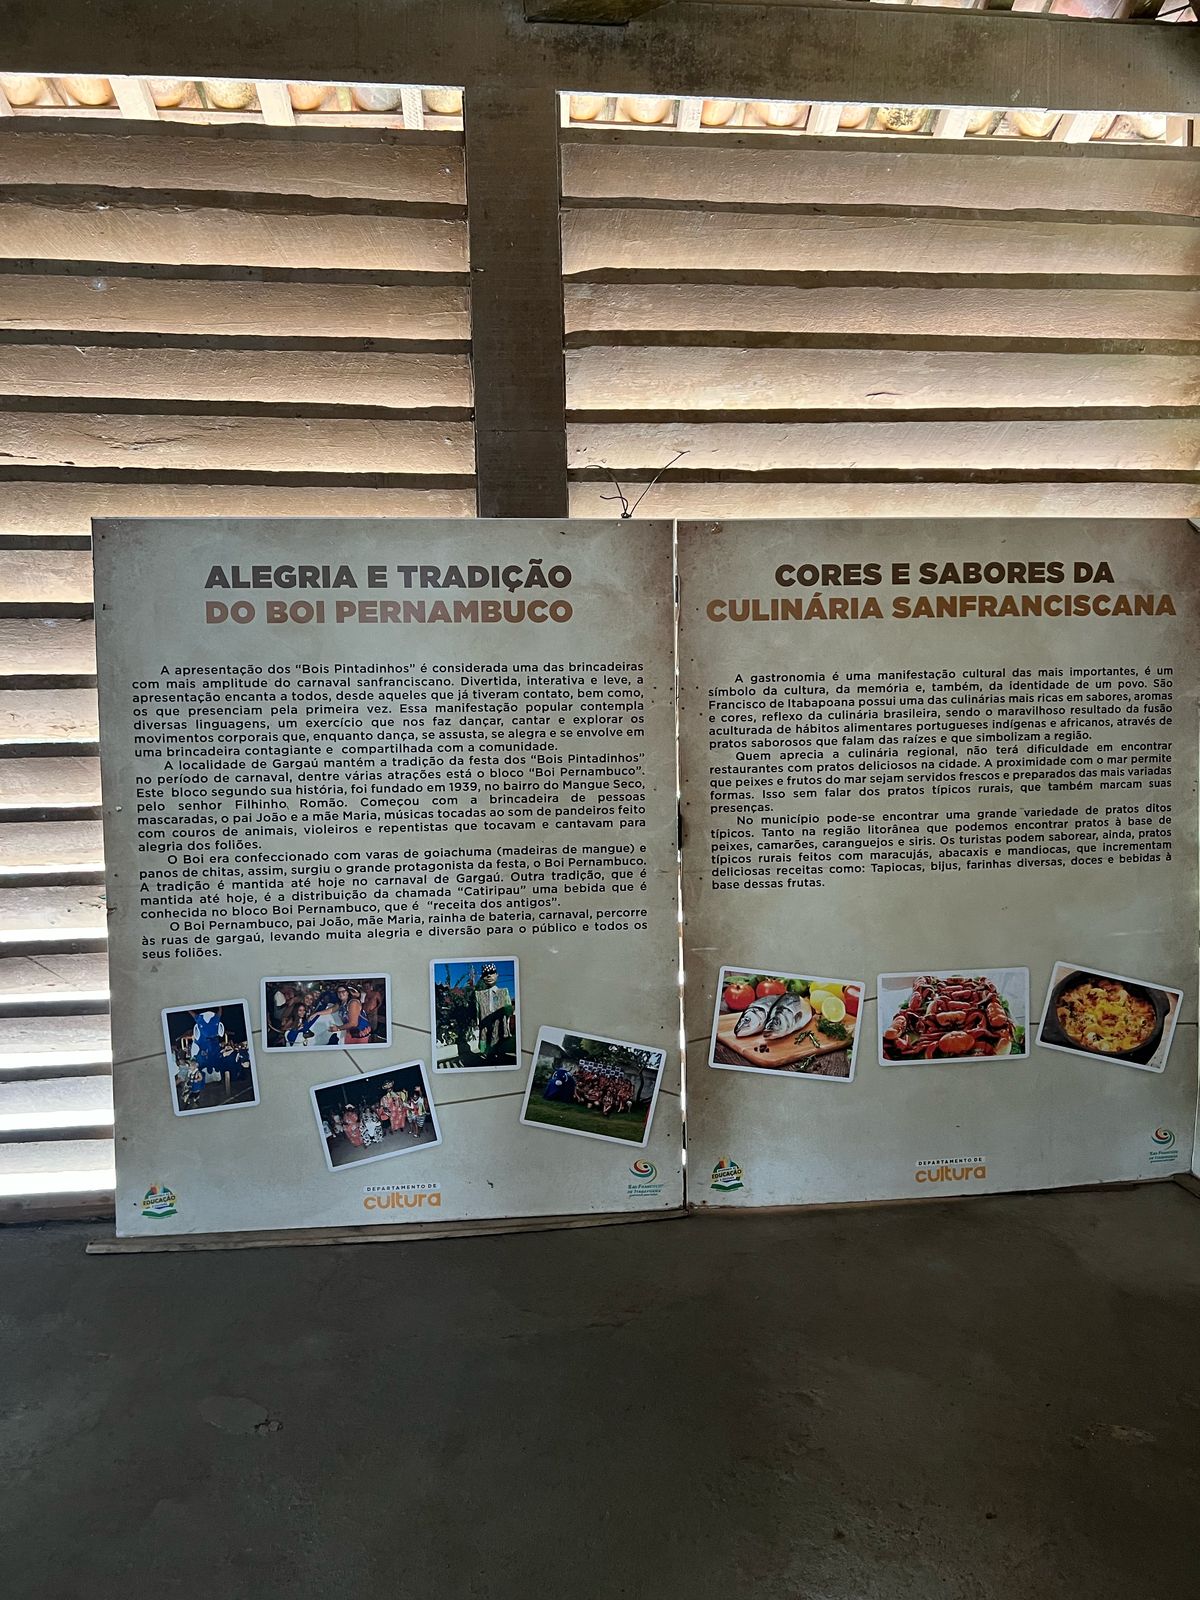 ALEGRIA E TRADIÇÃO
DO BOI PERNAMBUCO
A apresentação dos “Bois Pintadinhos” é considerada uma das brincadeiras
com mais amplitude do carnaval sanfranciscano. Divertida, interativa e leve, a
apresentação encanta a todos, desde aqueles que já tiveram contato, bem como,
os que presenciam pela primeira vez. Essa manifestação popular contempla
diversas linguagens, um exercício que nos faz dançar, cantar e explorar os
movimentos corporais que, enquanto dança, se assusta, se alegra e se envolve em
uma brincadeira contagiante e compartilhada com a comunidade.
A localidade de Gargaú mantém a tradição da festa dos “Bois Pintadinhos”
no período de carnaval, dentre várias atrações está o bloco “Boi Pernambuco”.
Este bloco segundo sua história, foi fundado em 1939, no bairro do Mangue Seco,
pelo senhor Filhinho Romão. Começou com a brincadeira de pessoas
mascaradas, o pai João e a mãe Maria, músicas tocadas ao som de pandeiros feito
com couros de animais, violeiros e repentistas que tocavam e cantavam para
alegria dos foliões.
O Boi era confeccionado com varas de goiachuma (madeiras de mangue) e
panos de chitas, assim, surgiu o grande protagonista da festa, o Boi Pernambuco.
A tradição é mantida até hoje no carnaval de Gargaú. Outra tradição, que é
mantida até hoje, é a distribuição da chamada “Catiripau” uma bebida que é
conhecida no bloco Boi Pernambuco, que é “receita dos antigos”.
O Boi Pernambuco, pai João, mãe Maria, rainha de bateria, carnaval, percorre
às ruas de gargaú, levando muita alegria e diversão para o público e todos os
seus foliões.
EDUCAÇÃO
DEPARTAMENTO DE
cultura
SÃO FRANCISCO
DE ITABAPOANA
CORES E SABORES DA
CULINÁRIA SANFRANCISCANA
A gastronomia é uma manifestação cultural das mais importantes, é um
símbolo da cultura, da memória e, também, da identidade de um povo. São
Francisco de Itabapoana possui uma das culinárias mais ricas em sabores, aromas
e cores, reflexo da culinária brasileira, sendo o maravilhoso resultado da fusão
aculturada de hábitos alimentares portugueses indígenas e africanos, através de
pratos saborosos que falam das raízes e que simbolizam a região.
Quem aprecia a culinária regional, não terá dificuldade em encontrar
restaurantes com pratos deliciosos na cidade. A proximidade com o mar permite
que peixes e frutos do mar sejam servidos frescos e preparados das mais variadas
formas. Isso sem falar dos pratos típicos rurais, que também marcam suas
presenças.
No município pode-se encontrar uma grande variedade de pratos ditos
típicos. Tanto na região litorânea que podemos encontrar pratos à base de
peixes, camarões, caranguejos e siris. Os turistas podem saborear, ainda, pratos
típicos rurais feitos com maracujás, abacaxis e mandiocas, que incrementam
deliciosas receitas como: Tapiocas, bijus, farinhas diversas, doces e bebidas à
base dessas frutas.
EDUCAÇÃO
DEPARTAMENTO DE
cultura
SÃO FRANCISCO
DE ITABAPOANA